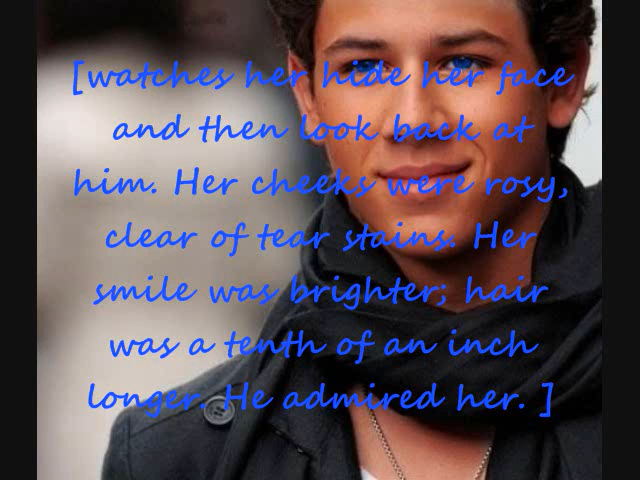 [watches her hide her face
and then look back at
him. Her cheeks were rosy,
clear of tear stains. Her
smile was brighter; hair
was a tenth of an inch
longer. He admired her. ]